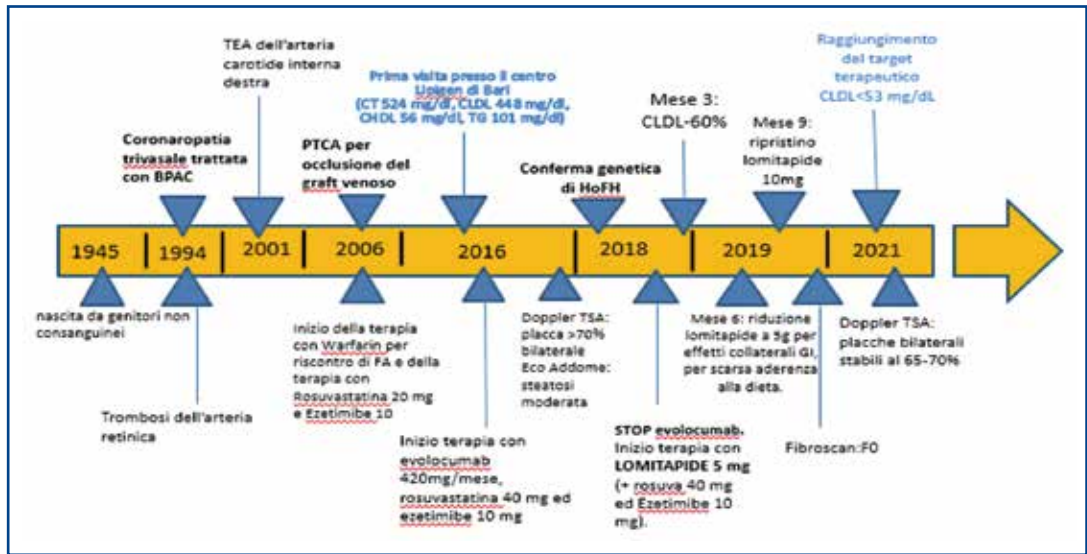 TEA dell'arteria
carotide interna
destra
Prima visita presso il centro
Lipigen di Bari
(CT 524 mg/dl, CLDL 448 mg/dl,
CHDL 56 mg/dl, TG 101 mg/dl)
Raggiungimento
del target
terapeutico
CLDL<53 mg/dL
Mese 3:
CLDL-60%
Mese 9:
ripristino
lomitapide
10mg
Coronaropatia
trivasale trattata
con BPAC
PTCA per
occlusione del
graft venoso
Conferma genetica
di HoFH
1945
1994
2001
2006
2016
2018
2019
2021
nascita da genitori non
consanguinei
Trombosi dell'arteria
retinica
Inizio della terapia
con Warfarin per
riscontro di FA e della
terapia con
Rosuvastatina 20 mg
e Ezetimibe 10
Inizio terapia con
evolocumab
420mg/mese,
rosuvastatina 40 mg ed
ezetimibe 10 mg
Doppler TSA:
placca >70%
bilaterale
Eco Addome:
steatosi
moderata
STOP evolocumab.
Inizio terapia con
LOMITAPIDE 5 mg
(+ rosuva 40 mg
ed Ezetimibe 10
mg).
Mese 6: riduzione
lomitapide a 5g per
effetti collaterali GI,
per scarsa aderenza
alla dieta.
Fibroscan:F0
Doppler TSA:
placche bilaterali
stabili al 65-70%